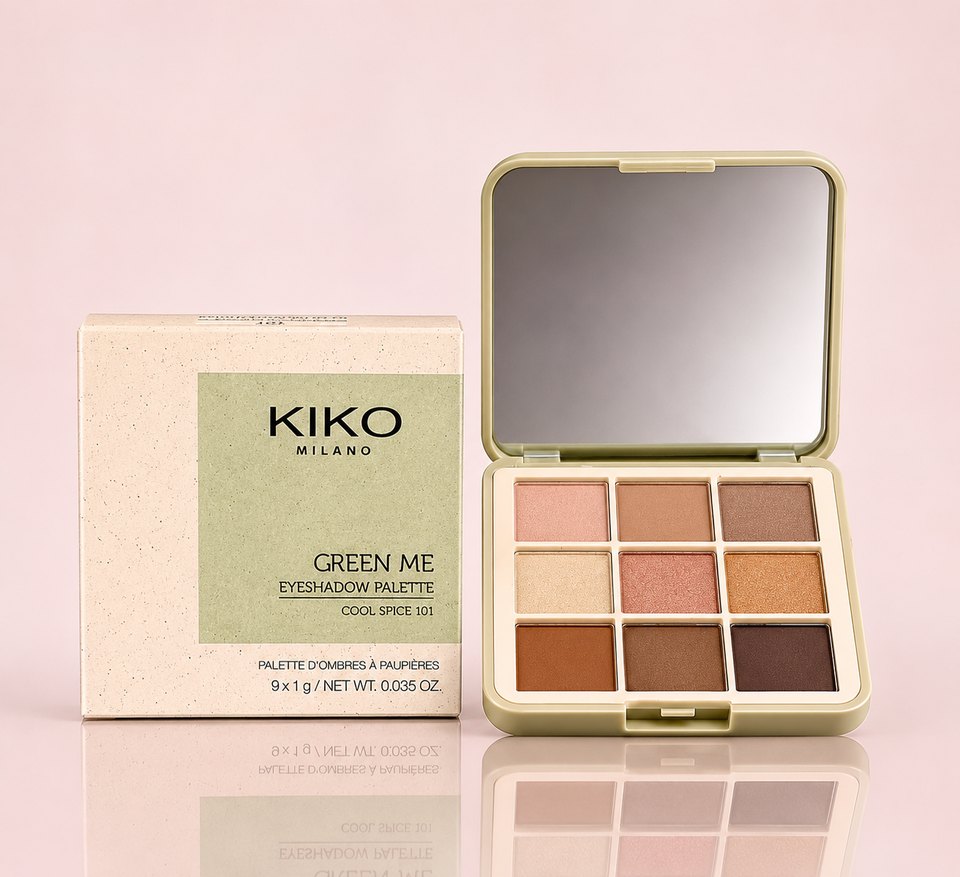 101
KIKO
MILANO
GREEN ME
EYESHADOW PALETTE
COOL SPICE 101
PALETTE D'OMBRES À PAUPIÈRES
9 x 1 g / NET WT. 0.035 OZ.